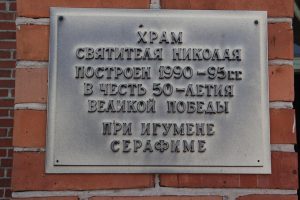 ХРАМ
СВЯТИТЕЛЯ НИКОЛАЯ
ПОСТРОЕН 1990-95гг.
В ЧЕСТЬ 50-ЛЕТИЯ
ВЕЛИКОЙ ПОБЕДЫ
ПРИ ИГУМЕНЕ
СЕРАФИМЕ